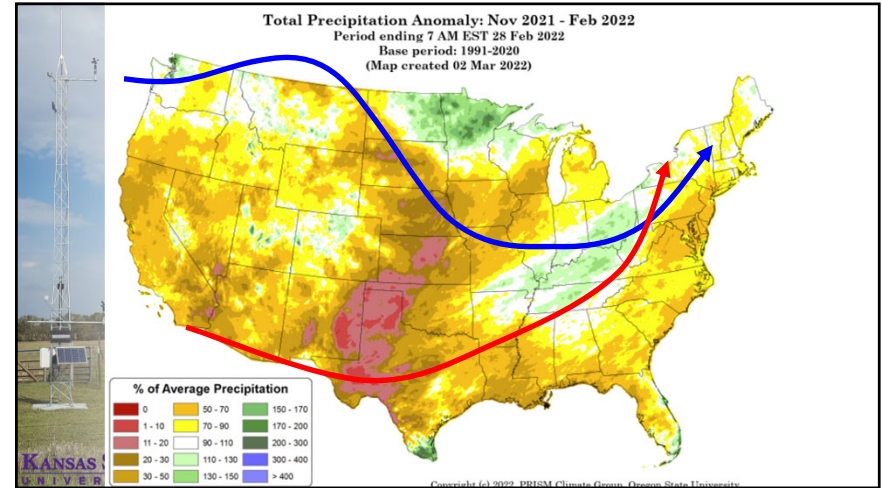 Total Precipitation Anomaly: Nov 2021 - Feb 2022
Period ending 7 AM EST 28 Feb 2022
Base period: 1991-2020
(Map created 02 Mar 2022)
% of Average Precipitation
0
1 - 10
11 - 20
20 - 30
30 - 50
50 - 70
70 - 90
90 - 110
110 - 130
130 - 150
150 - 170
170 - 200
200 - 300
300 - 400
> 400
KANSAS S
UNIVER
Copyright (c) 2022, PRISM Climate Group, Oregon State University